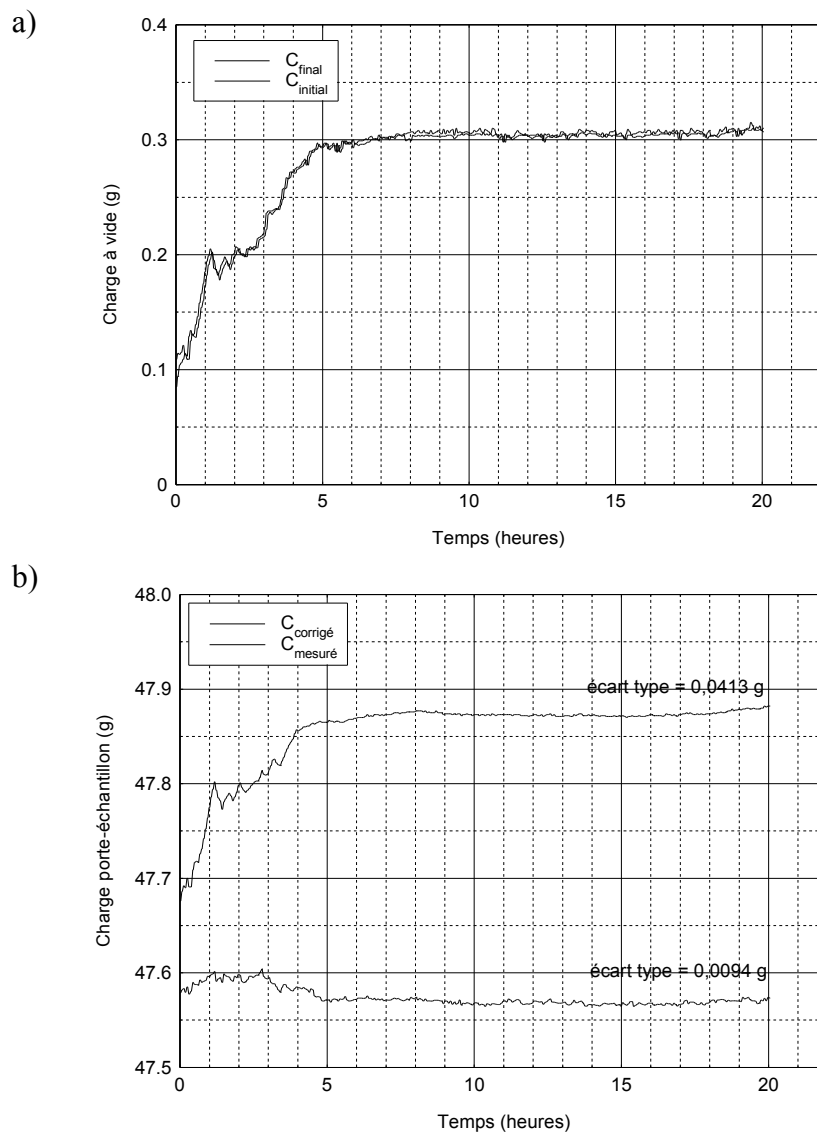 a)
0.4
C_final
C_initial
0.3
Charge à vide (g)
0.2
0.1
0
0 5 10 15 20
Temps (heures)
b)
48.0
C_corrigé
C_mesuré
47.9
écart type = 0,0413 g
Charge porte-échantillon (g)
47.8
47.7
47.6
écart type = 0,0094 g
47.5
0 5 10 15 20
Temps (heures)